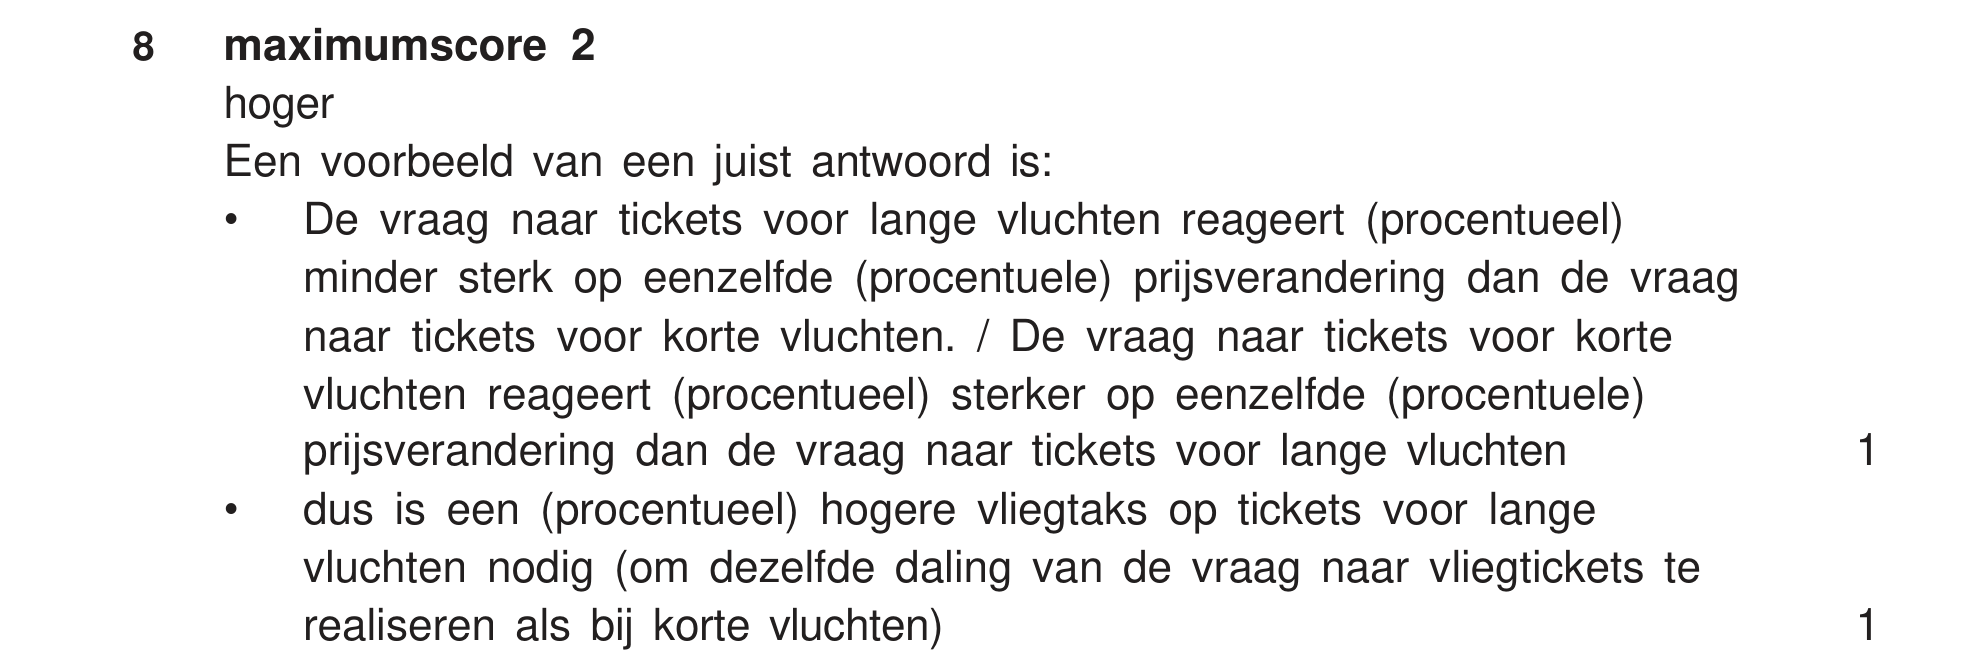 8 maximumscore 2
hoger
Een voorbeeld van een juist antwoord is:
• De vraag naar tickets voor lange vluchten reageert (procentueel)
minder sterk op eenzelfde (procentuele) prijsverandering dan de vraag
naar tickets voor korte vluchten. / De vraag naar tickets voor korte
vluchten reageert (procentueel) sterker op eenzelfde (procentuele)
prijsverandering dan de vraag naar tickets voor lange vluchten 1
• dus is een (procentueel) hogere vliegtaks op tickets voor lange
vluchten nodig (om dezelfde daling van de vraag naar vliegtickets te
realiseren als bij korte vluchten) 1